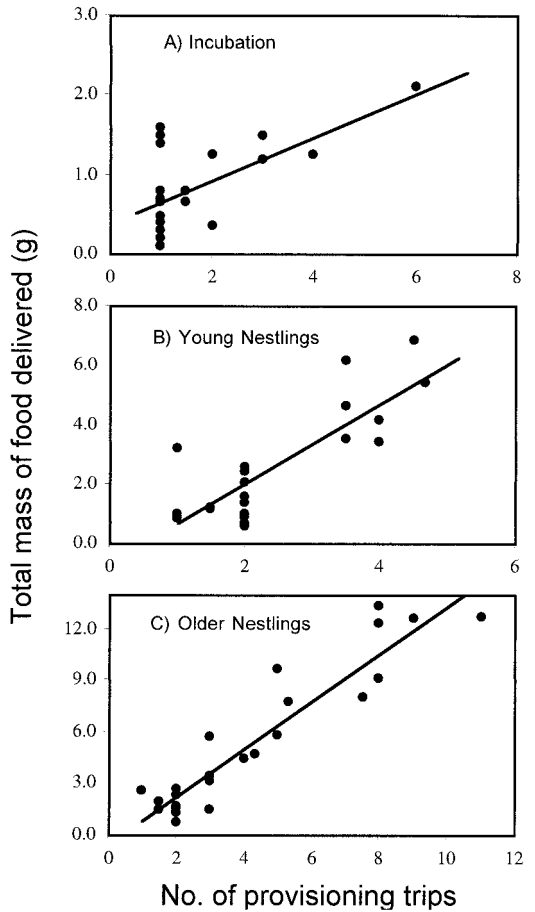 3.0
A) Incubation
2.0
1.0
0.0
0 2 4 6 8
8.0
B) Young Nestlings
6.0
4.0
2.0
0.0
0 2 4 6
Total mass of food delivered (g)
C) Older Nestlings
12.0
9.0
6.0
3.0
0.0
0 2 4 6 8 10 12
No. of provisioning trips